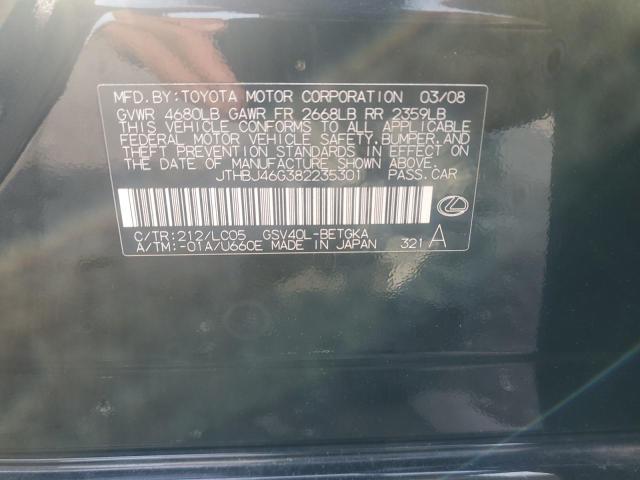 MFD.BY:TOYOTA MOTOR CORPORATION 03/08
GVWR 4680LB GAWR FR 2668LB RR 2359LB
THIS VEHICLE CONFORMS TO ALL APPLICABLE
FEDERAL MOTOR VEHICLE SAFETY,BUMPER, AND
THEFT PREVENTION STANDARDS IN EFFECT ON
THE DATE OF MANUFACTURE SHOWN ABOVE.
JTHBJ46G382235301 PASS.CAR
C/TR:212/LC05 GSV40L-BETGKA
A/TM:-01A/U660E MADE IN JAPAN 321 A